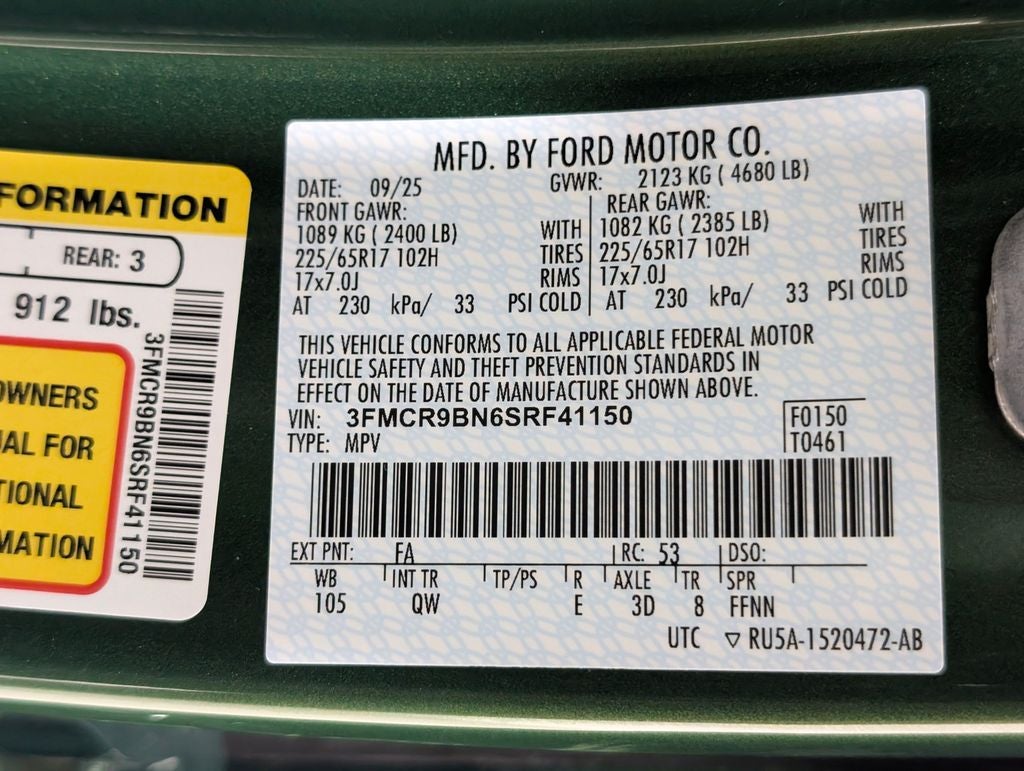 FORMATION
REAR: 3
912 lbs.
OWNERS
AL FOR
TIONAL
MATION
3FMCR9BN6SRF41150
MFD. BY FORD MOTOR CO.
DATE: 09/25 GVWR: 2123 KG ( 4680 LB)
FRONT GAWR: REAR GAWR:
1089 KG ( 2400 LB) WITH 1082 KG ( 2385 LB) WITH
225/65R17 102H TIRES 225/65R17 102H TIRES
17x7.0J RIMS 17x7.0J RIMS
AT 230 kPa/ 33 PSI COLD AT 230 kPa/ 33 PSI COLD
THIS VEHICLE CONFORMS TO ALL APPLICABLE FEDERAL MOTOR
VEHICLE SAFETY AND THEFT PREVENTION STANDARDS IN
EFFECT ON THE DATE OF MANUFACTURE SHOWN ABOVE.
VIN: 3FMCR9BN6SRF41150 F0150
TYPE: MPV T0461
EXT PNT: FA RC: 53 DSO:
WB INT TR TP/PS R AXLE TR SPR
105 QW E 3D 8 FFNN
UTC ▽ RU5A-1520472-AB